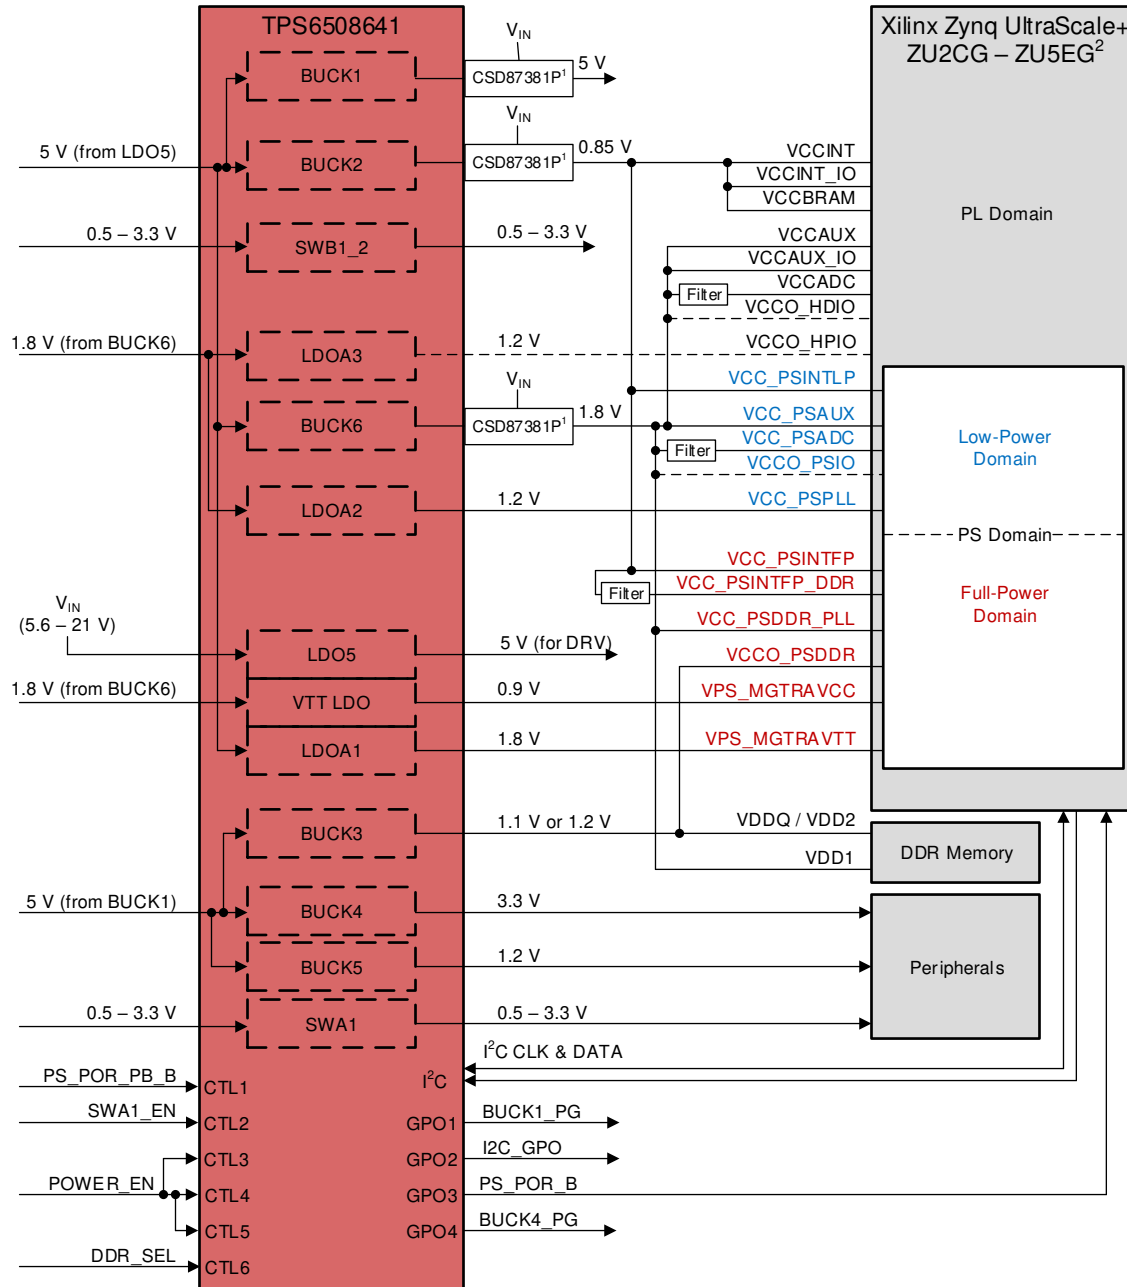 TPS6508641
Xilinx Zynq UltraScale+
ZU2CG – ZU5EG²
VIN
BUCK1
CSD87381P¹
5 V
VIN
5 V (from LDO5)
BUCK2
CSD87381P¹
0.85 V
VCCINT
VCCINT_IO
VCCBRAM
PL Domain
0.5 – 3.3 V
SWB1_2
0.5 – 3.3 V
VCCAUX
VCCAUX_IO
VCCADC
Filter
VCCO_HDIO
1.8 V (from BUCK6)
LDOA3
1.2 V
VCCO_HPIO
VIN
VCC_PSINTLP
BUCK6
CSD87381P¹
1.8 V
VCC_PSAUX
Filter
VCC_PSADC
VCCO_PSIO
Low-Power
Domain
LDOA2
1.2 V
VCC_PSPLL
PS Domain
VCC_PSINTFP
Filter
VCC_PSINTFP_DDR
Full-Power
Domain
VIN
(5.6 – 21 V)
VCC_PSDDR_PLL
LDO5
5 V (for DRV)
VCCO_PSDDR
1.8 V (from BUCK6)
VTT LDO
0.9 V
VPS_MGTRAVCC
LDOA1
1.8 V
VPS_MGTRAVTT
BUCK3
1.1 V or 1.2 V
VDDQ / VDD2
VDD1
DDR Memory
5 V (from BUCK1)
BUCK4
3.3 V
BUCK5
1.2 V
Peripherals
0.5 – 3.3 V
SWA1
0.5 – 3.3 V
I²C CLK & DATA
PS_POR_PB_B
CTL1
I²C
SWA1_EN
CTL2
GPO1
BUCK1_PG
CTL3
GPO2
I2C_GPO
POWER_EN
CTL4
GPO3
PS_POR_B
CTL5
GPO4
BUCK4_PG
DDR_SEL
CTL6